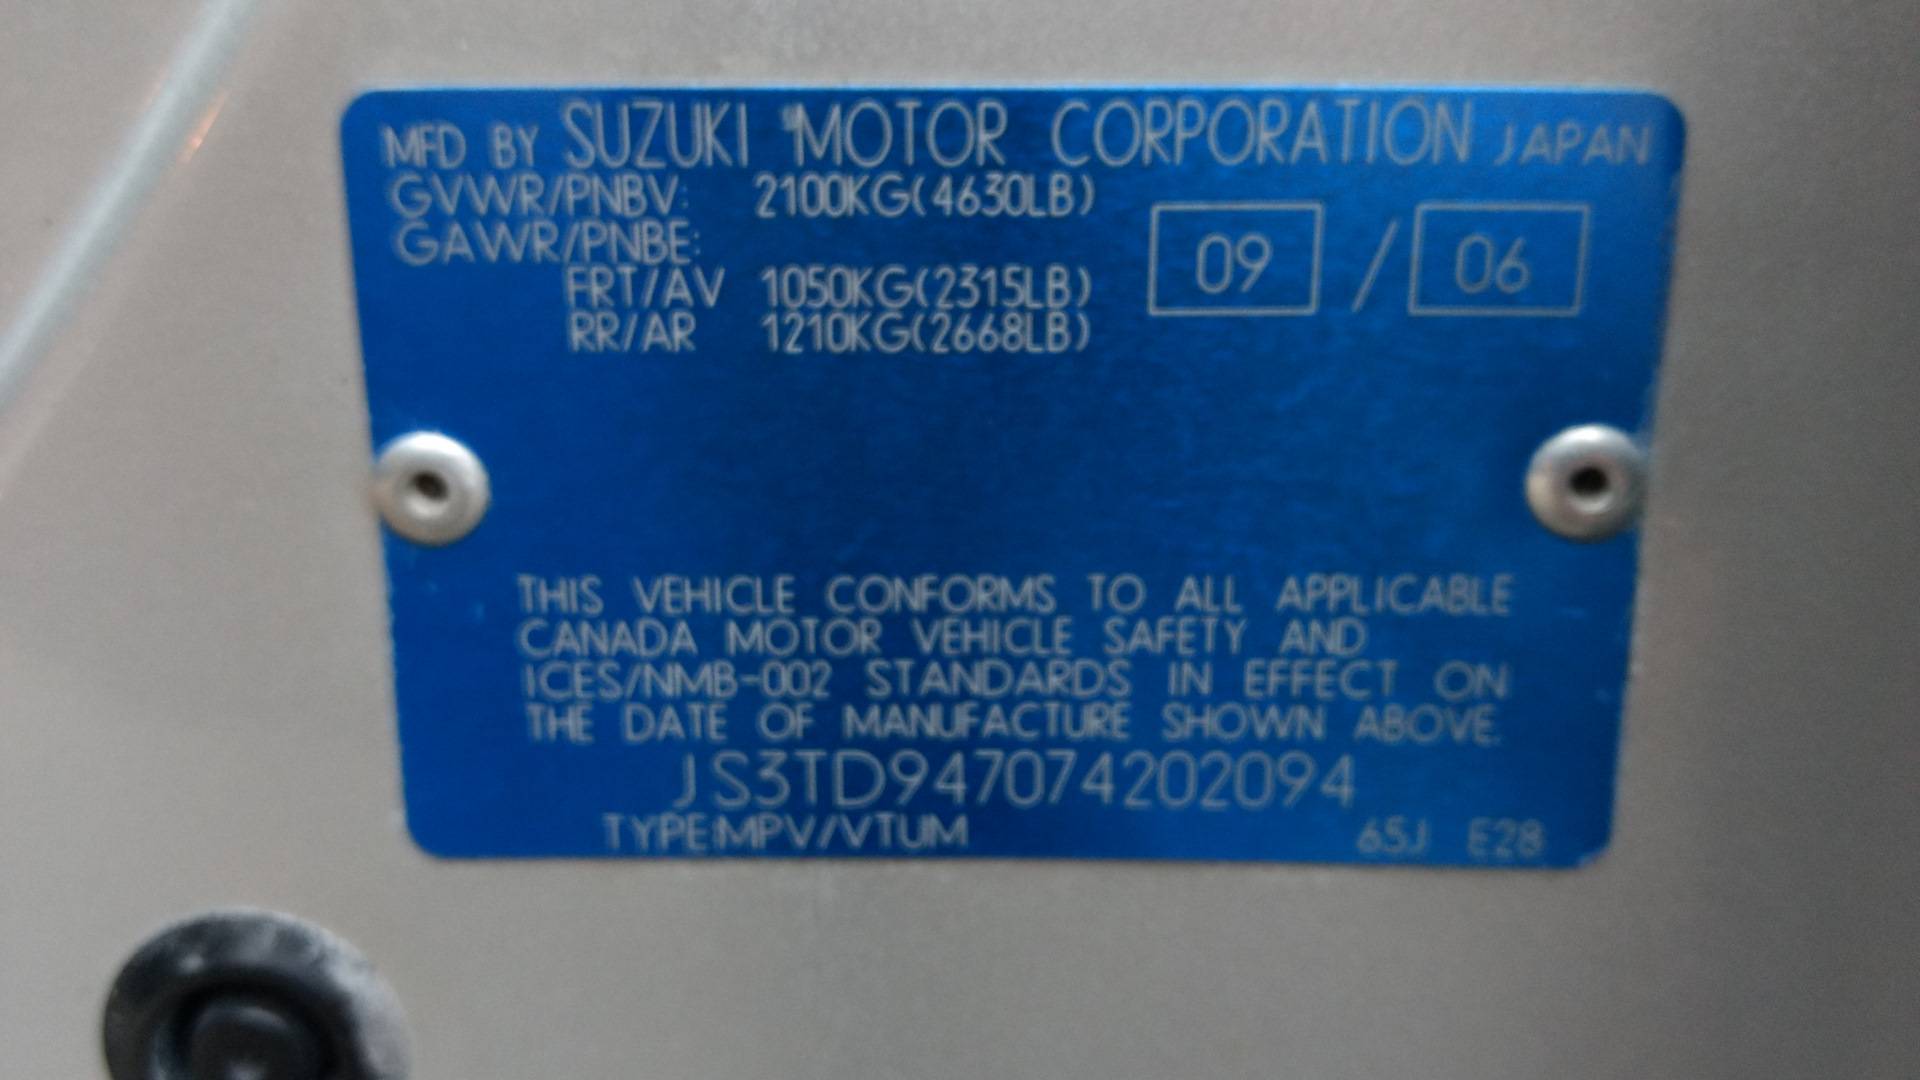 MFD BY SUZUKI MOTOR CORPORATION JAPAN
GVWR/PNBV: 2100KG(4630LB)
GAWR/PNBE:
09 / 06
FRT/AV 1050KG(2315LB)
RR/AR 1210KG(2668LB)
THIS VEHICLE CONFORMS TO ALL APPLICABLE
CANADA MOTOR VEHICLE SAFETY AND
ICES/NMB-002 STANDARDS IN EFFECT ON
THE DATE OF MANUFACTURE SHOWN ABOVE.
JS3TD947074202094
TYPE:MPV/VTUM 65J E28